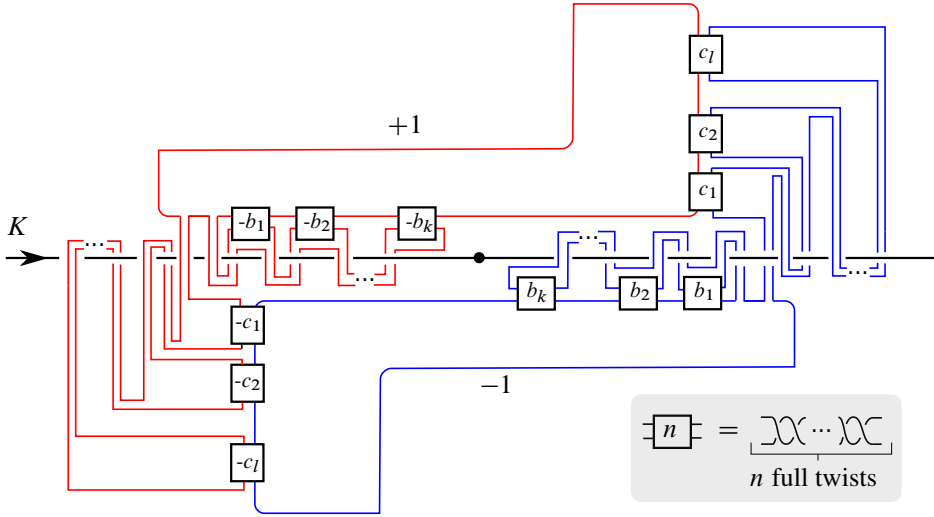 c_l
+1
c_2
c_1
K
-b_1 -b_2 -b_k
...
...
...
b_k b_2 b_1
...
-c_1
-c_2
−1
n = ...
-c_l
n full twists